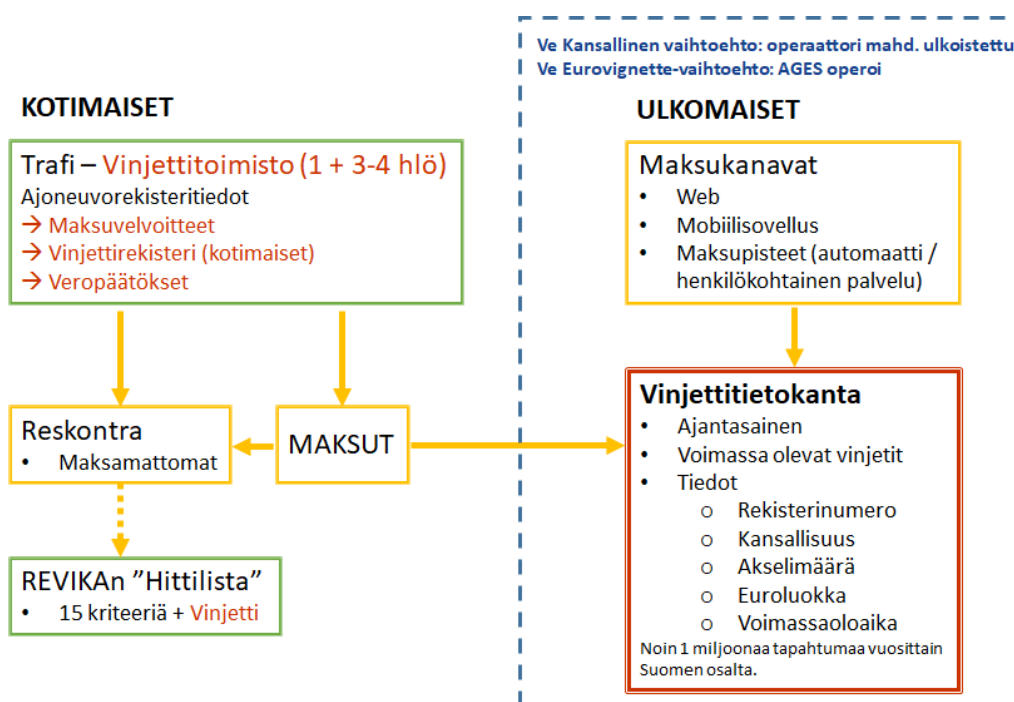 Ve Kansallinen vaihtoehto: operaattori mahd. ulkoistettu
Ve Eurovignette-vaihtoehto: AGES operoi
KOTIMAISET
Trafi – Vinjettitoimisto (1 + 3-4 hlö)
Ajoneuvorekisteritiedot
→ Maksuvelvoitteet
→ Vinjettirekisteri (kotimaiset)
→ Veropäätökset
Reskontra
• Maksamattomat
MAKSUT
REVIKAn ”Hittilista”
• 15 kriteeriä + Vinjetti
ULKOMAISET
Maksukanavat
• Web
• Mobiilisovellus
• Maksupisteet (automaatti /
henkilökohtainen palvelu)
Vinjettitietokanta
• Ajantasainen
• Voimassa olevat vinjetit
• Tiedot
o Rekisterinumero
o Kansallisuus
o Akselimäärä
o Euroluokka
o Voimassaoloaika
Noin 1 miljoonaa tapahtumaa vuosittain
Suomen osalta.